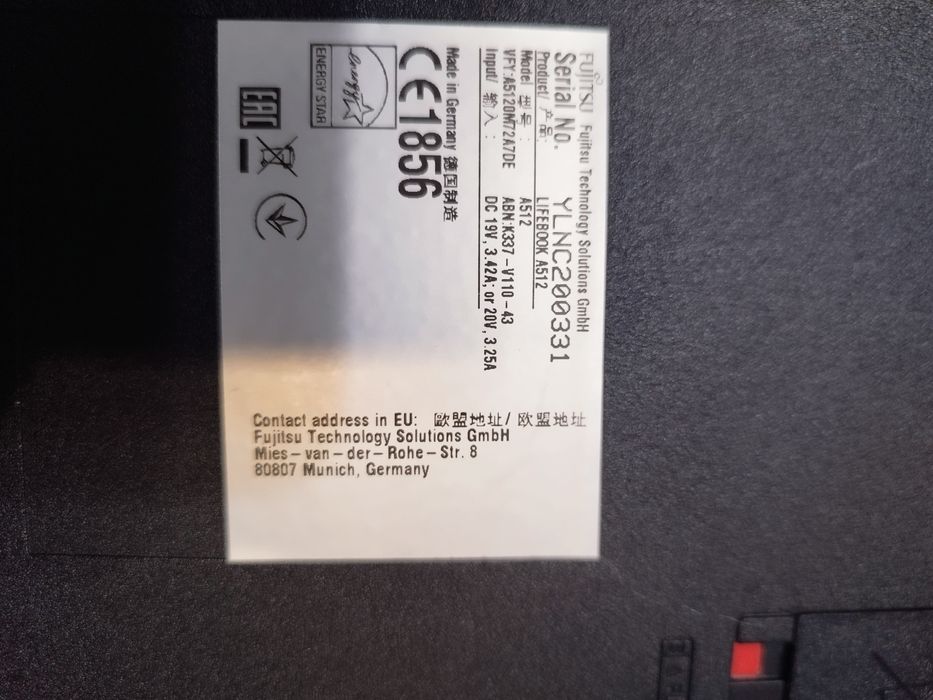 FUJITSU Fujitsu Technology Solutions GmbH
Serial No. YLNC200331
Product/ 产品: LIFEBOOK A512
Model 型号: A512
VFY:A5120M72A7DE ABN:K337-V110-43
Input/ 输入: DC 19V, 3.42A; or 20V, 3.25A
Made in Germany 德国制造
CE1856
energy
ENERGY STAR
EAC
Contact address in EU: 歐盟地址/ 欧盟地址
Fujitsu Technology Solutions GmbH
Mies-van-der-Rohe-Str. 8
80807 Munich, Germany